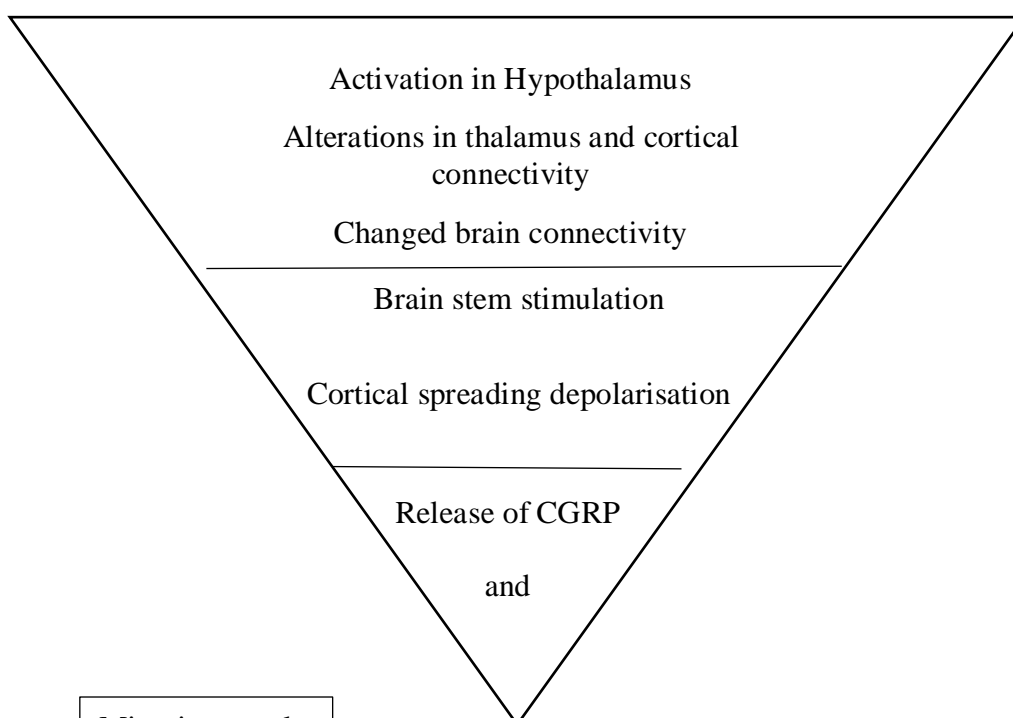 Activation in Hypothalamus
Alterations in thalamus and cortical
connectivity
Changed brain connectivity
Brain stem stimulation
Cortical spreading depolarisation
Release of CGRP
and